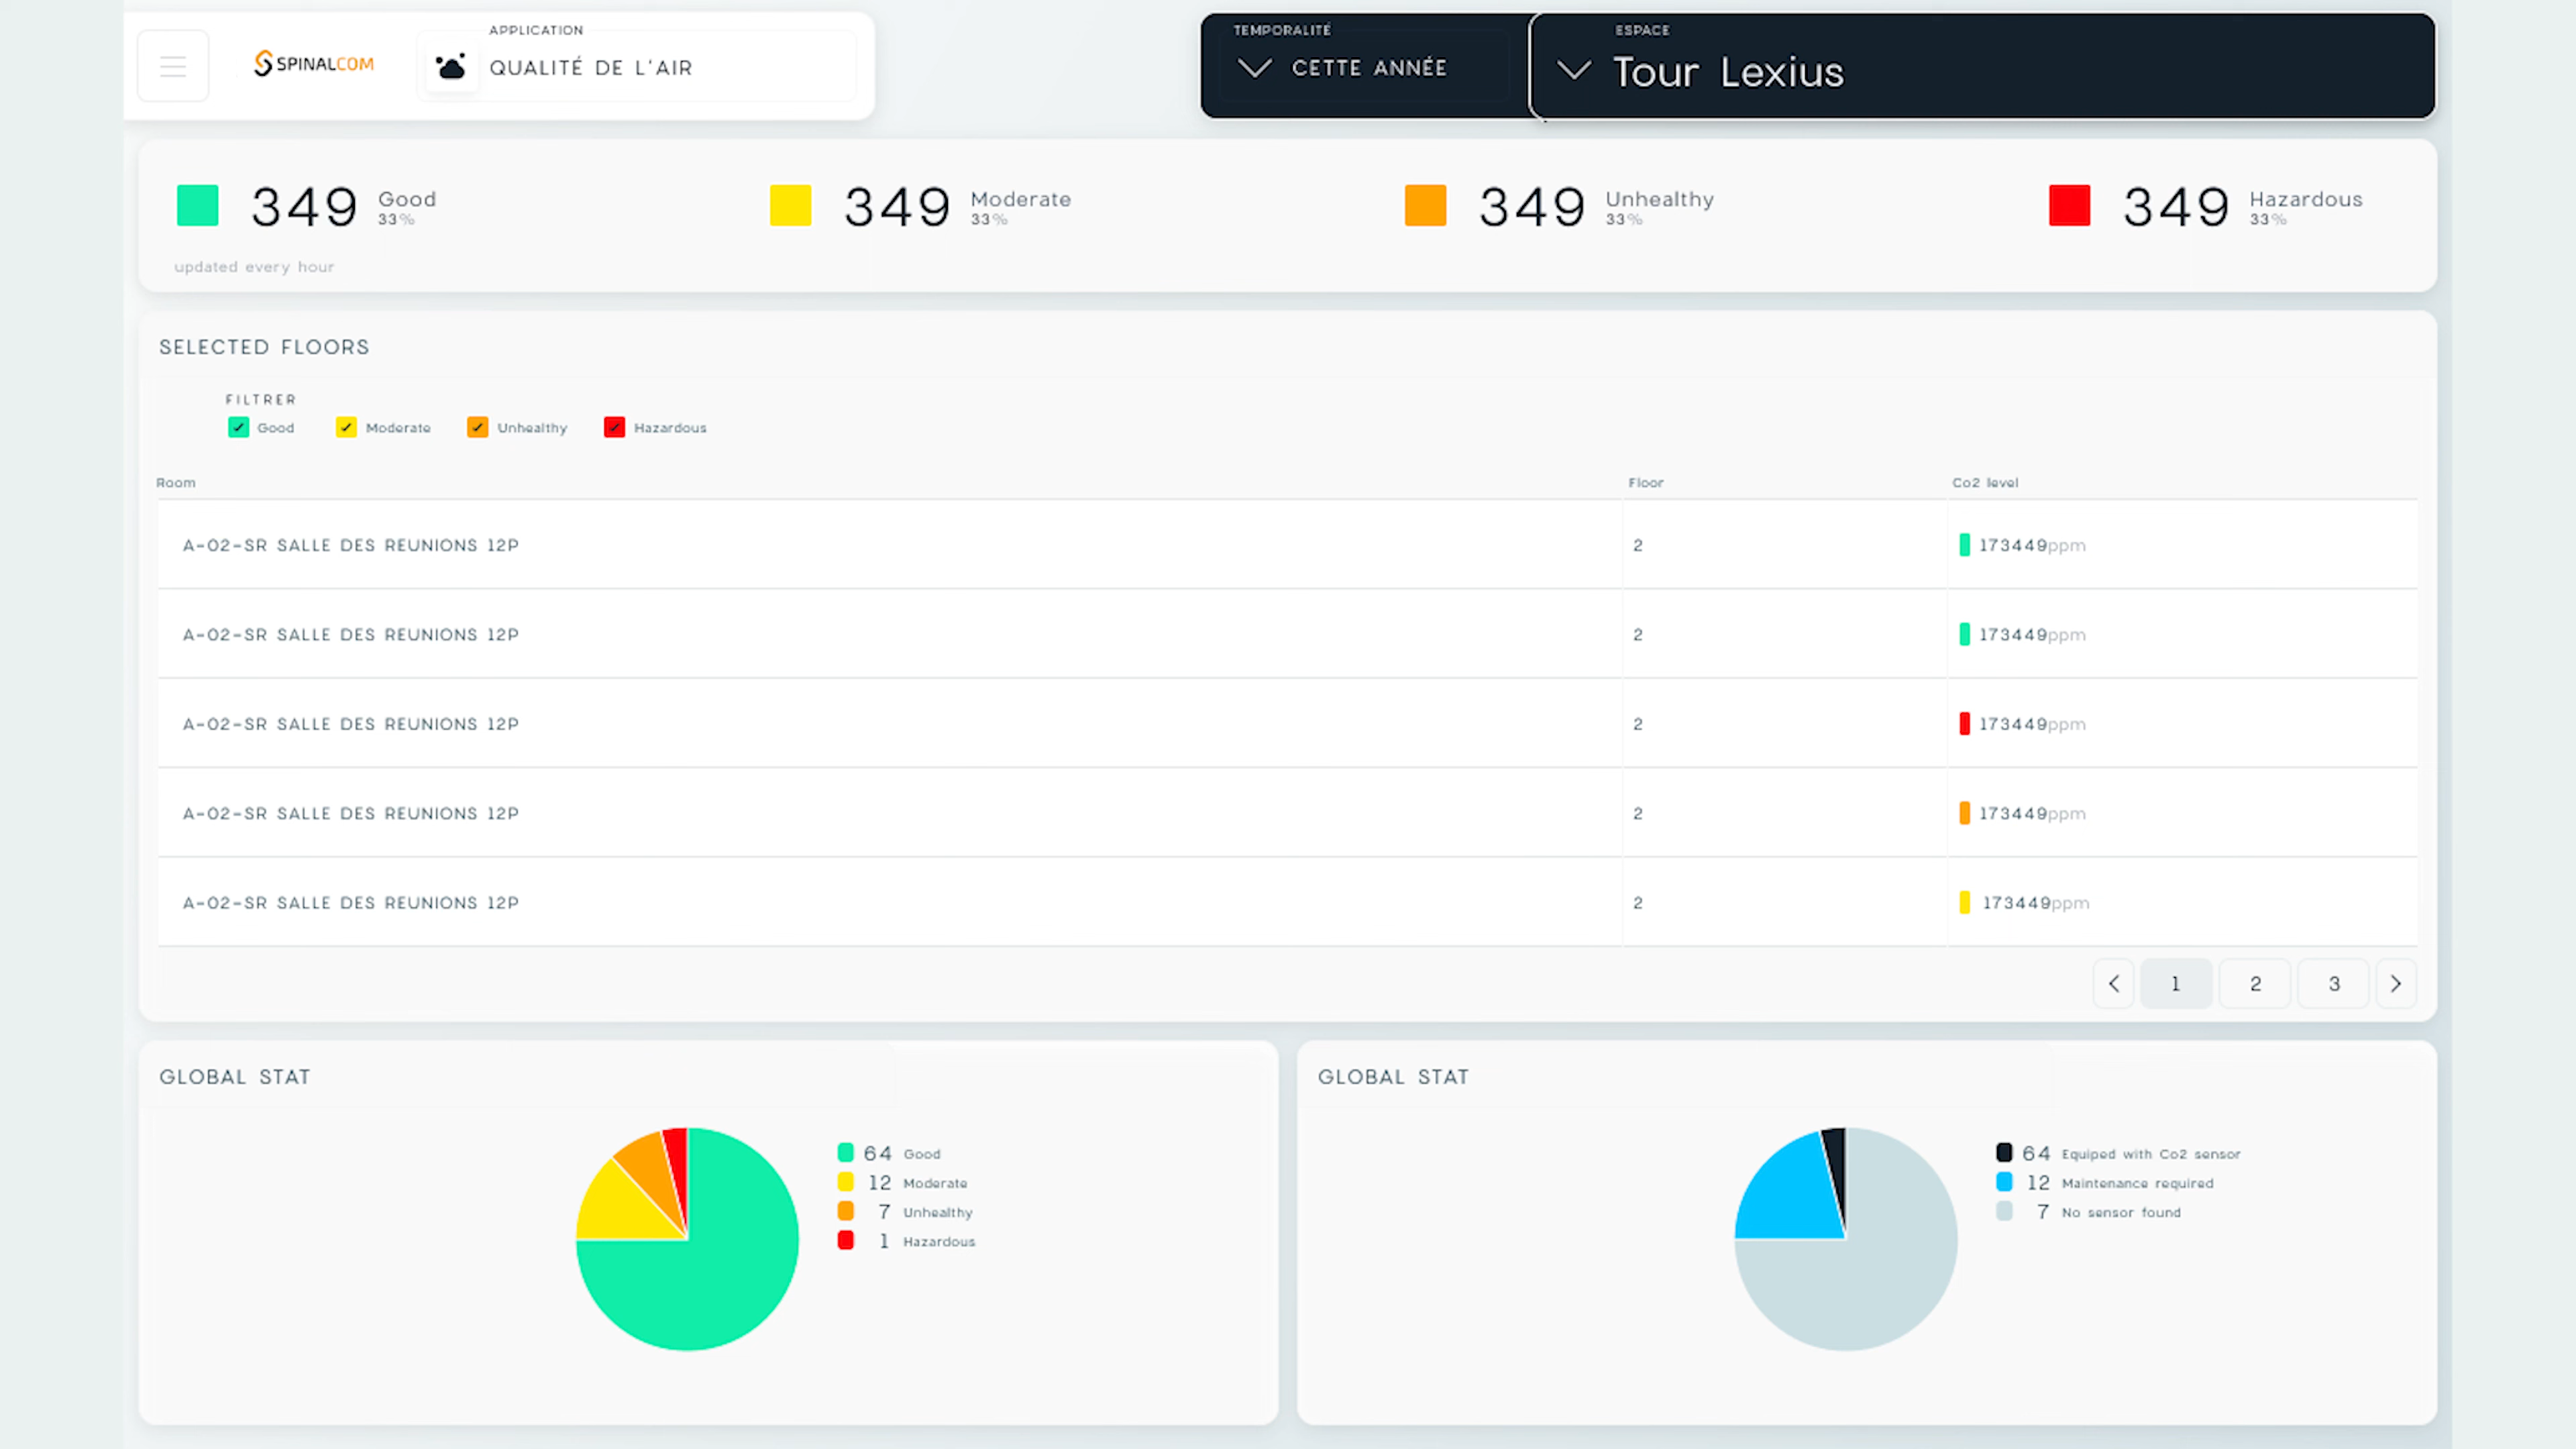 APPLICATION
SPINALCOM
QUALITÉ DE L'AIR
TEMPORALITÉ
CETTE ANNÉE
ESPACE
Tour Lexius
349 Good
33%
349 Moderate
33%
349 Unhealthy
33%
349 Hazardous
33%
updated every hour
SELECTED FLOORS
FILTRER
Good Moderate Unhealthy Hazardous
Room Floor Co2 level
A-02-SR SALLE DES REUNIONS 12P 2 173449ppm
A-02-SR SALLE DES REUNIONS 12P 2 173449ppm
A-02-SR SALLE DES REUNIONS 12P 2 173449ppm
A-02-SR SALLE DES REUNIONS 12P 2 173449ppm
A-02-SR SALLE DES REUNIONS 12P 2 173449ppm
1 2 3
GLOBAL STAT
64 Good
12 Moderate
7 Unhealthy
1 Hazardous
GLOBAL STAT
64 Equiped with Co2 sensor
12 Maintenance required
7 No sensor found